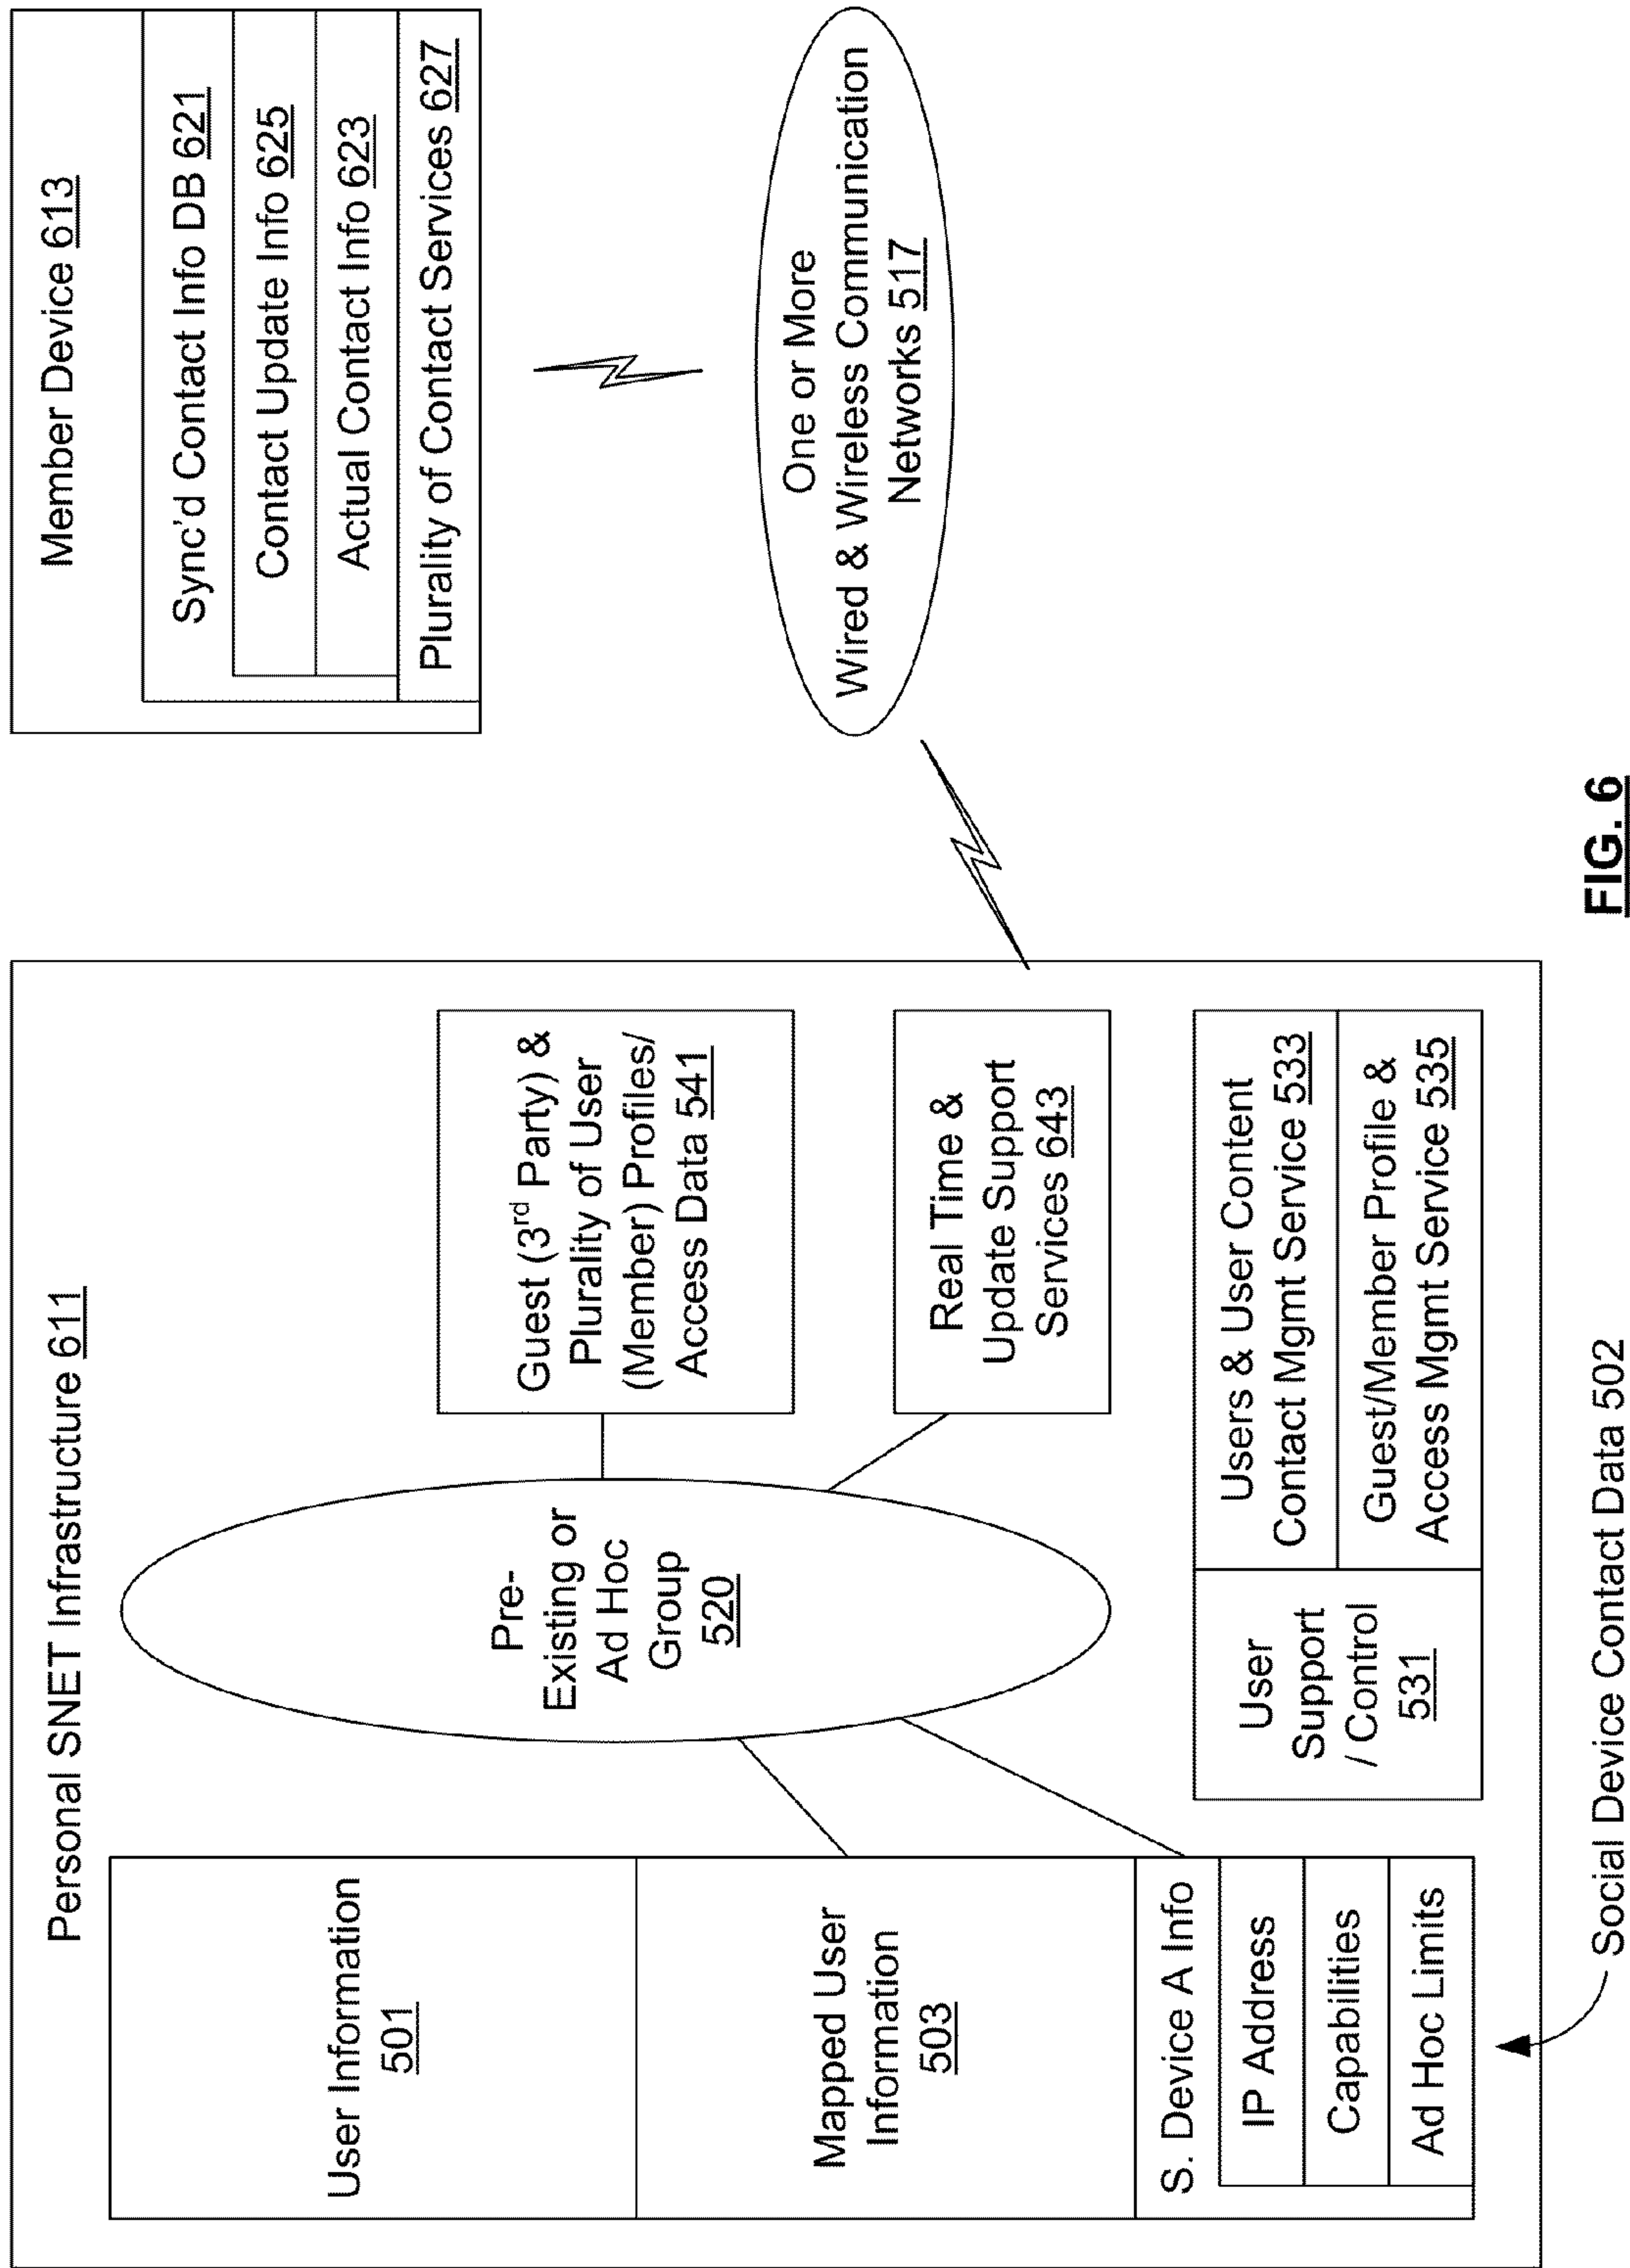 Personal SNET Infrastructure 611
User Information
501
Mapped User
Information
503
S. Device A Info
IP Address
Capabilities
Ad Hoc Limits
Social Device Contact Data 502
Pre-
Existing or
Ad Hoc
Group
520
User
Support
/ Control
531
Guest (3rd Party) &
Plurality of User
(Member) Profiles/
Access Data 541
Real Time &
Update Support
Services 643
Users & User Content
Contact Mgmt Service 533
Guest/Member Profile &
Access Mgmt Service 535
Member Device 613
Sync'd Contact Info DB 621
Contact Update Info 625
Actual Contact Info 623
Plurality of Contact Services 627
One or More
Wired & Wireless Communication
Networks 517
FIG. 6